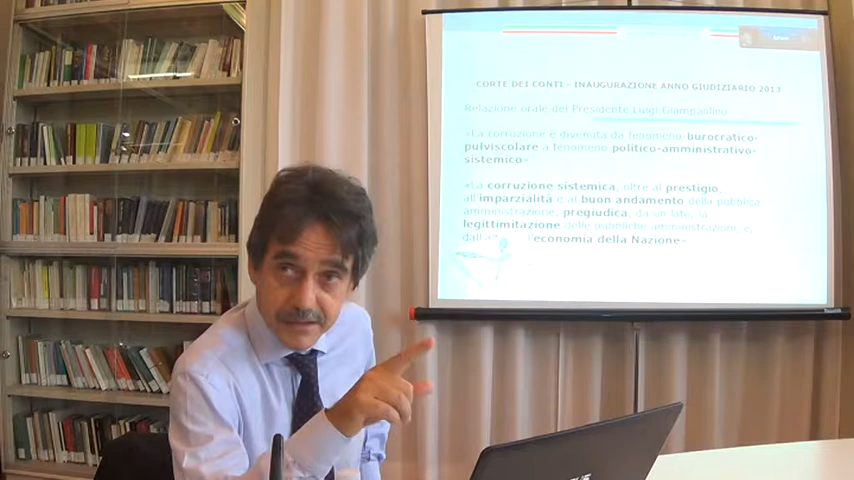 CORTE DEI CONTI - INAUGURAZIONE ANNO GIUDIZIARIO 2013
Relazione orale del Presidente Luigi Giampaolino
«La corruzione è divenuta da fenomeno burocratico-
pulviscolare a fenomeno politico-amministrativo-
sistemico»
«La corruzione sistemica, oltre al prestigio,
all'imparzialità e al buon andamento della pubblica
amministrazione, pregiudica, da un lato, la
legittimitazione delle pubbliche amministrazioni, e,
l'economia della Nazione»